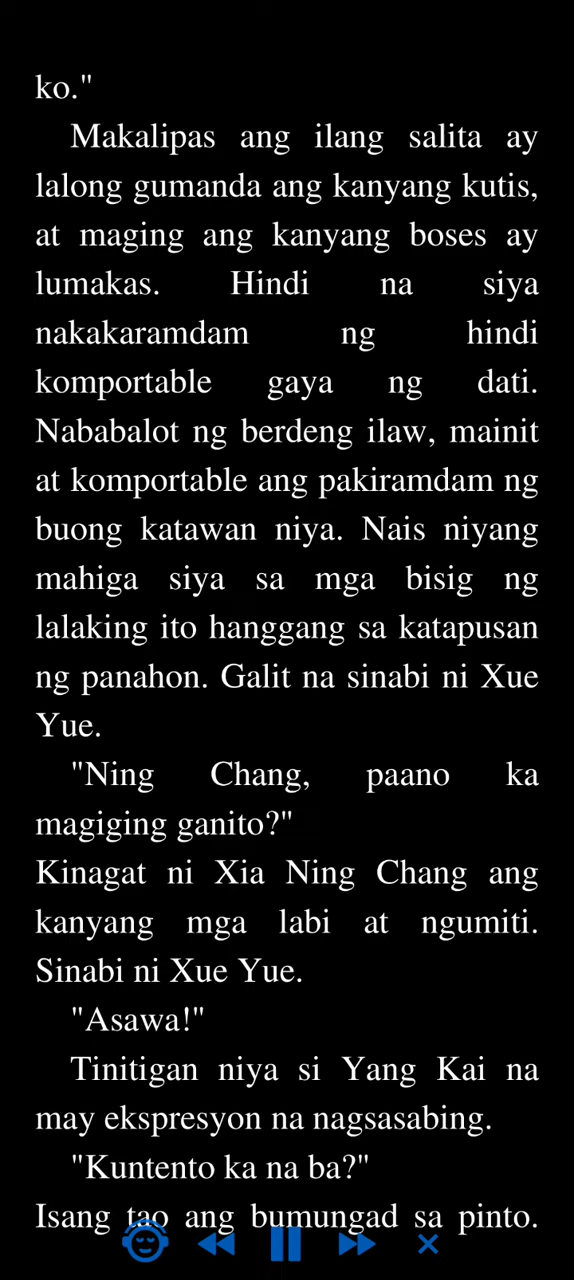 ko."
Makalipas ang ilang salita ay
lalong gumanda ang kanyang kutis,
at maging ang kanyang boses ay
lumakas. Hindi na siya
nakakaramdam ng hindi
komportable gaya ng dati.
Nababalot ng berdeng ilaw, mainit
at komportable ang pakiramdam ng
buong katawan niya. Nais niyang
mahiga siya sa mga bisig ng
lalaking ito hanggang sa katapusan
ng panahon. Galit na sinabi ni Xue
Yue.
"Ning Chang, paano ka
magiging ganito?"
Kinagat ni Xia Ning Chang ang
kanyang mga labi at ngumiti.
Sinabi ni Xue Yue.
"Asawa!"
Tinitigan niya si Yang Kai na
may ekspresyon na nagsasabing.
"Kuntento ka na ba?"
Isang tao ang bumungad sa pinto.